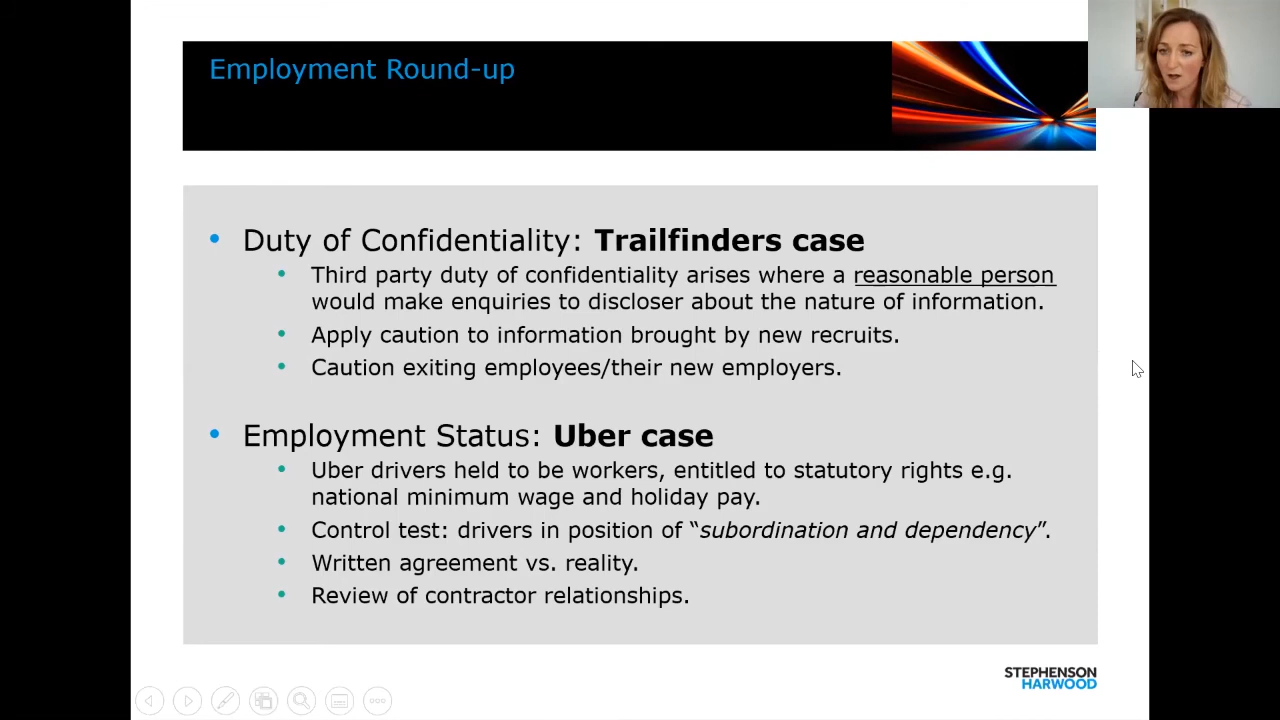 Employment Round-up
• Duty of Confidentiality: Trailfinders case
• Third party duty of confidentiality arises where a reasonable person
would make enquiries to discloser about the nature of information.
• Apply caution to information brought by new recruits.
• Caution exiting employees/their new employers.
• Employment Status: Uber case
• Uber drivers held to be workers, entitled to statutory rights e.g.
national minimum wage and holiday pay.
• Control test: drivers in position of “subordination and dependency”.
• Written agreement vs. reality.
• Review of contractor relationships.
STEPHENSON
HARWOOD